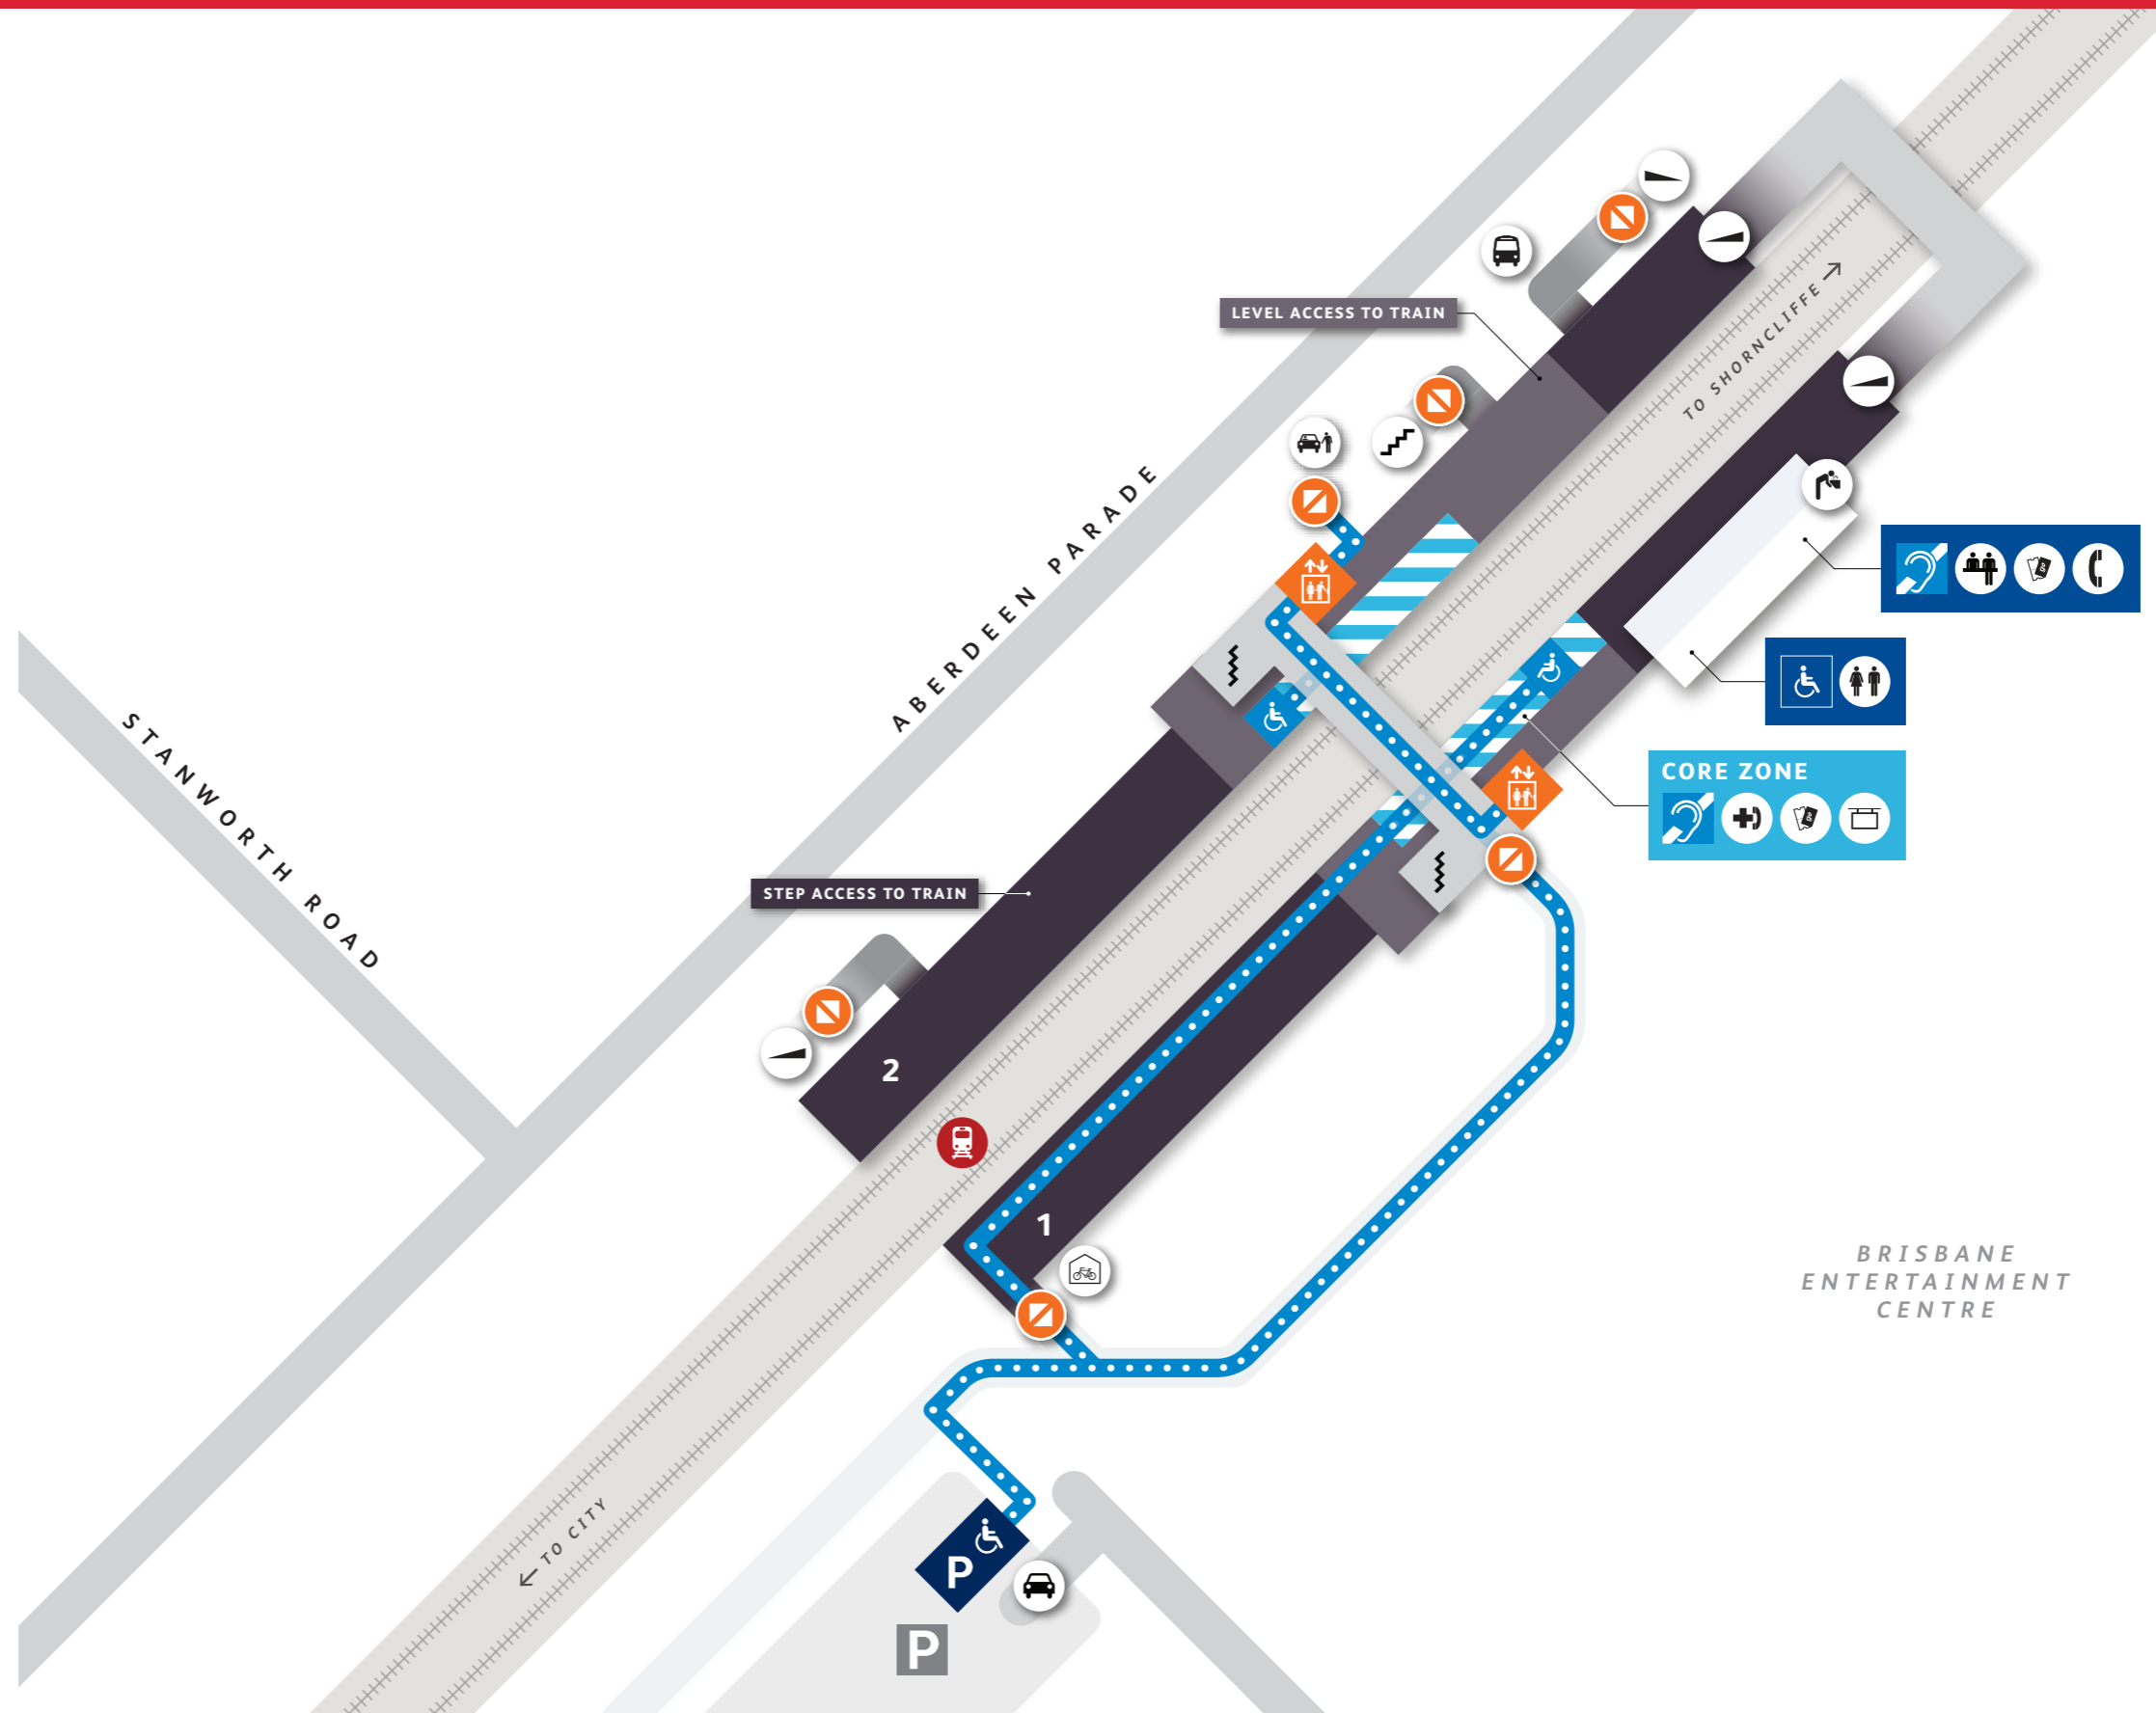 LEVEL ACCESS TO TRAIN
TO SHORNCLIFFE
ABERDEEN PARADE
STANWORTH ROAD
CORE ZONE
STEP ACCESS TO TRAIN
2
1
BRISBANE
ENTERTAINMENT
CENTRE
TO CITY
P
P